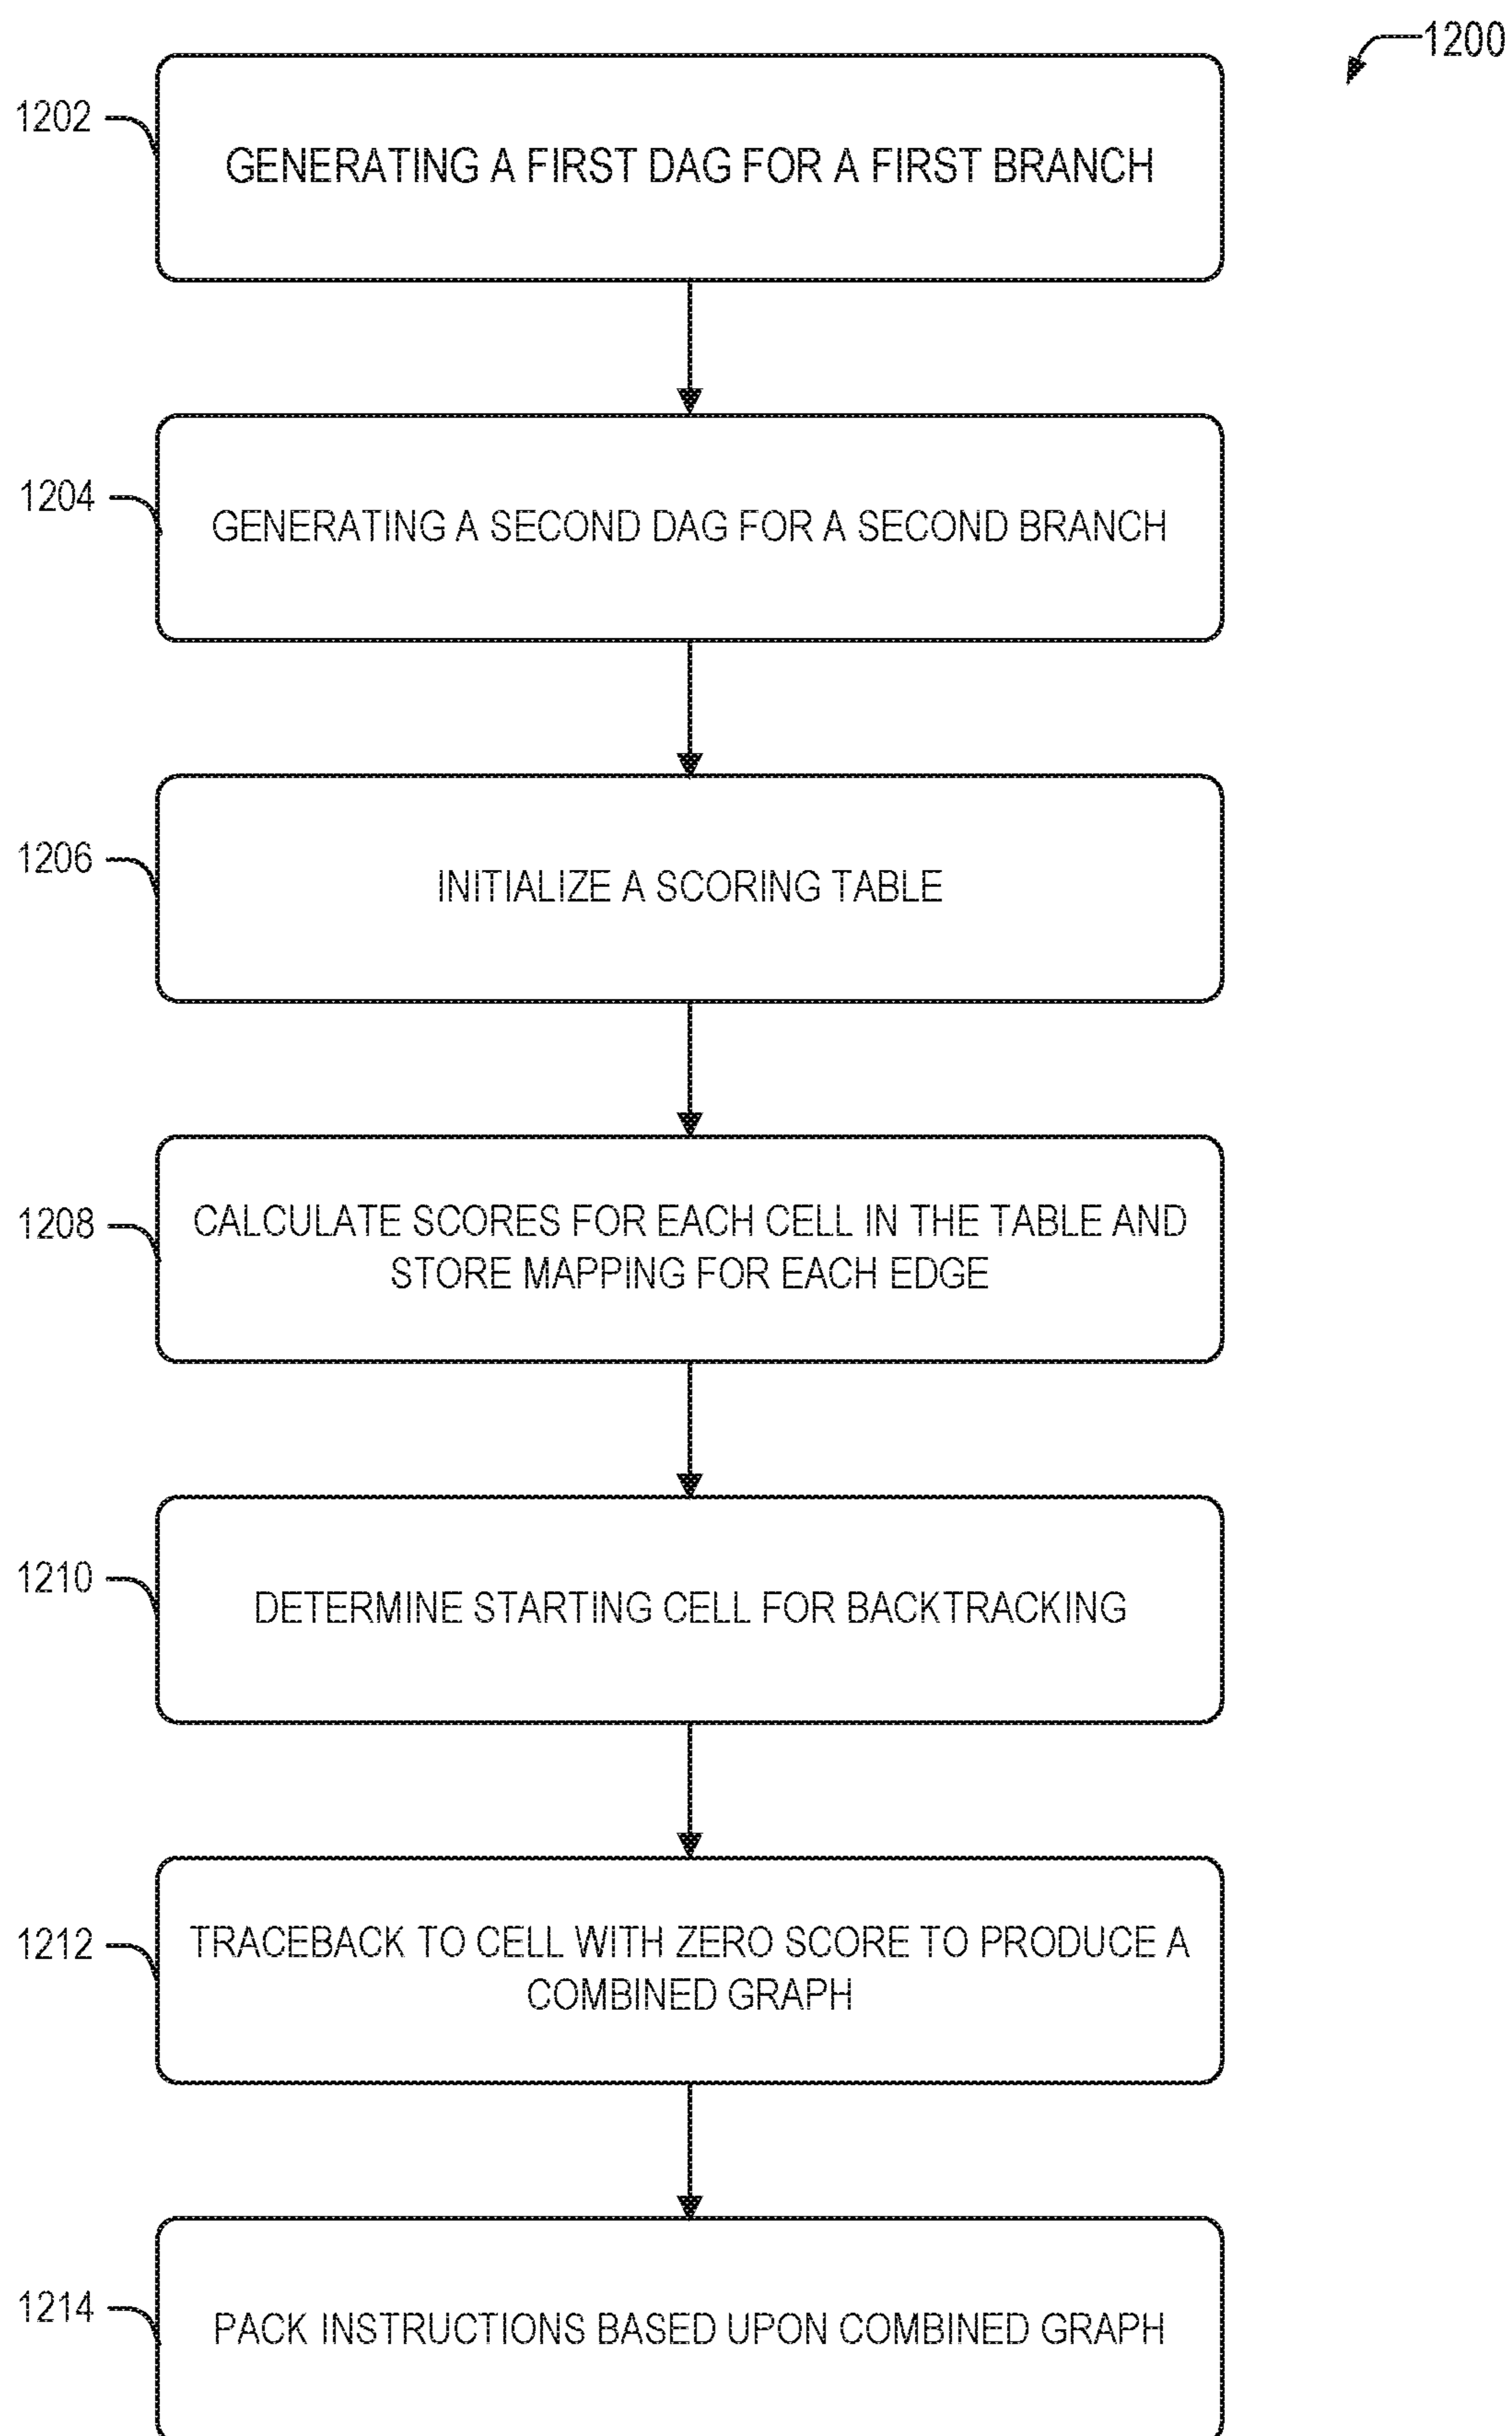 1200
1202
GENERATING A FIRST DAG FOR A FIRST BRANCH
1204
GENERATING A SECOND DAG FOR A SECOND BRANCH
1206
INITIALIZE A SCORING TABLE
1208
CALCULATE SCORES FOR EACH CELL IN THE TABLE AND
STORE MAPPING FOR EACH EDGE
1210
DETERMINE STARTING CELL FOR BACKTRACKING
1212
TRACEBACK TO CELL WITH ZERO SCORE TO PRODUCE A
COMBINED GRAPH
1214
PACK INSTRUCTIONS BASED UPON COMBINED GRAPH